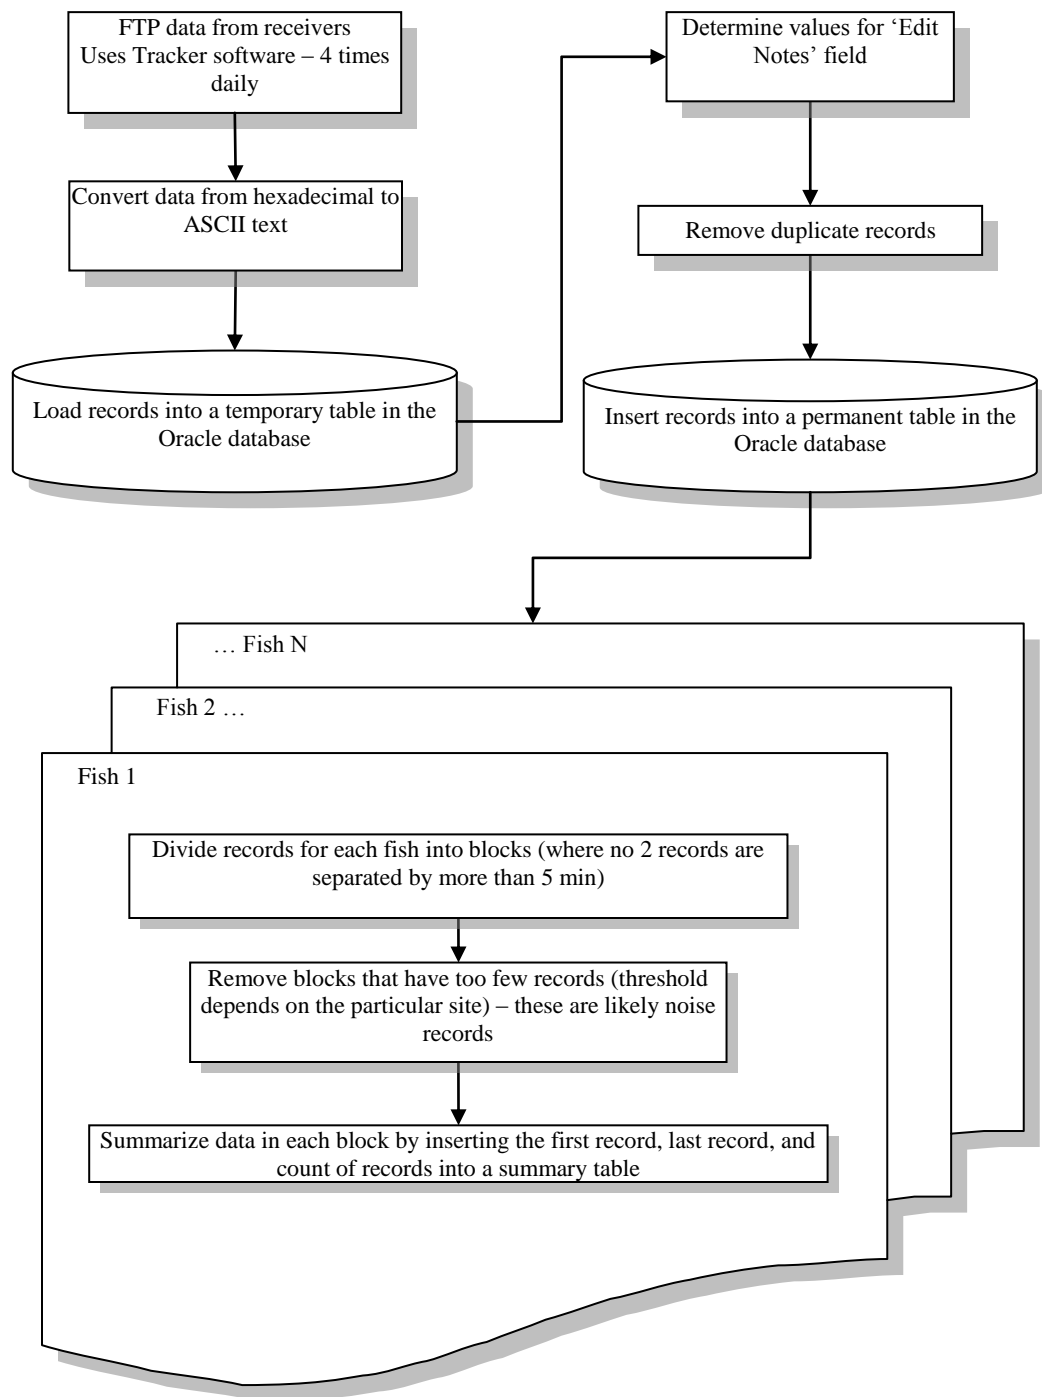 FTP data from receivers
Uses Tracker software – 4 times
daily
Convert data from hexadecimal to
ASCII text
Load records into a temporary table in the
Oracle database
Determine values for ‘Edit
Notes’ field
Remove duplicate records
Insert records into a permanent table in the
Oracle database
… Fish N
Fish 2 …
Fish 1
Divide records for each fish into blocks (where no 2 records are
separated by more than 5 min)
Remove blocks that have too few records (threshold
depends on the particular site) – these are likely noise
records
Summarize data in each block by inserting the first record, last record, and
count of records into a summary table